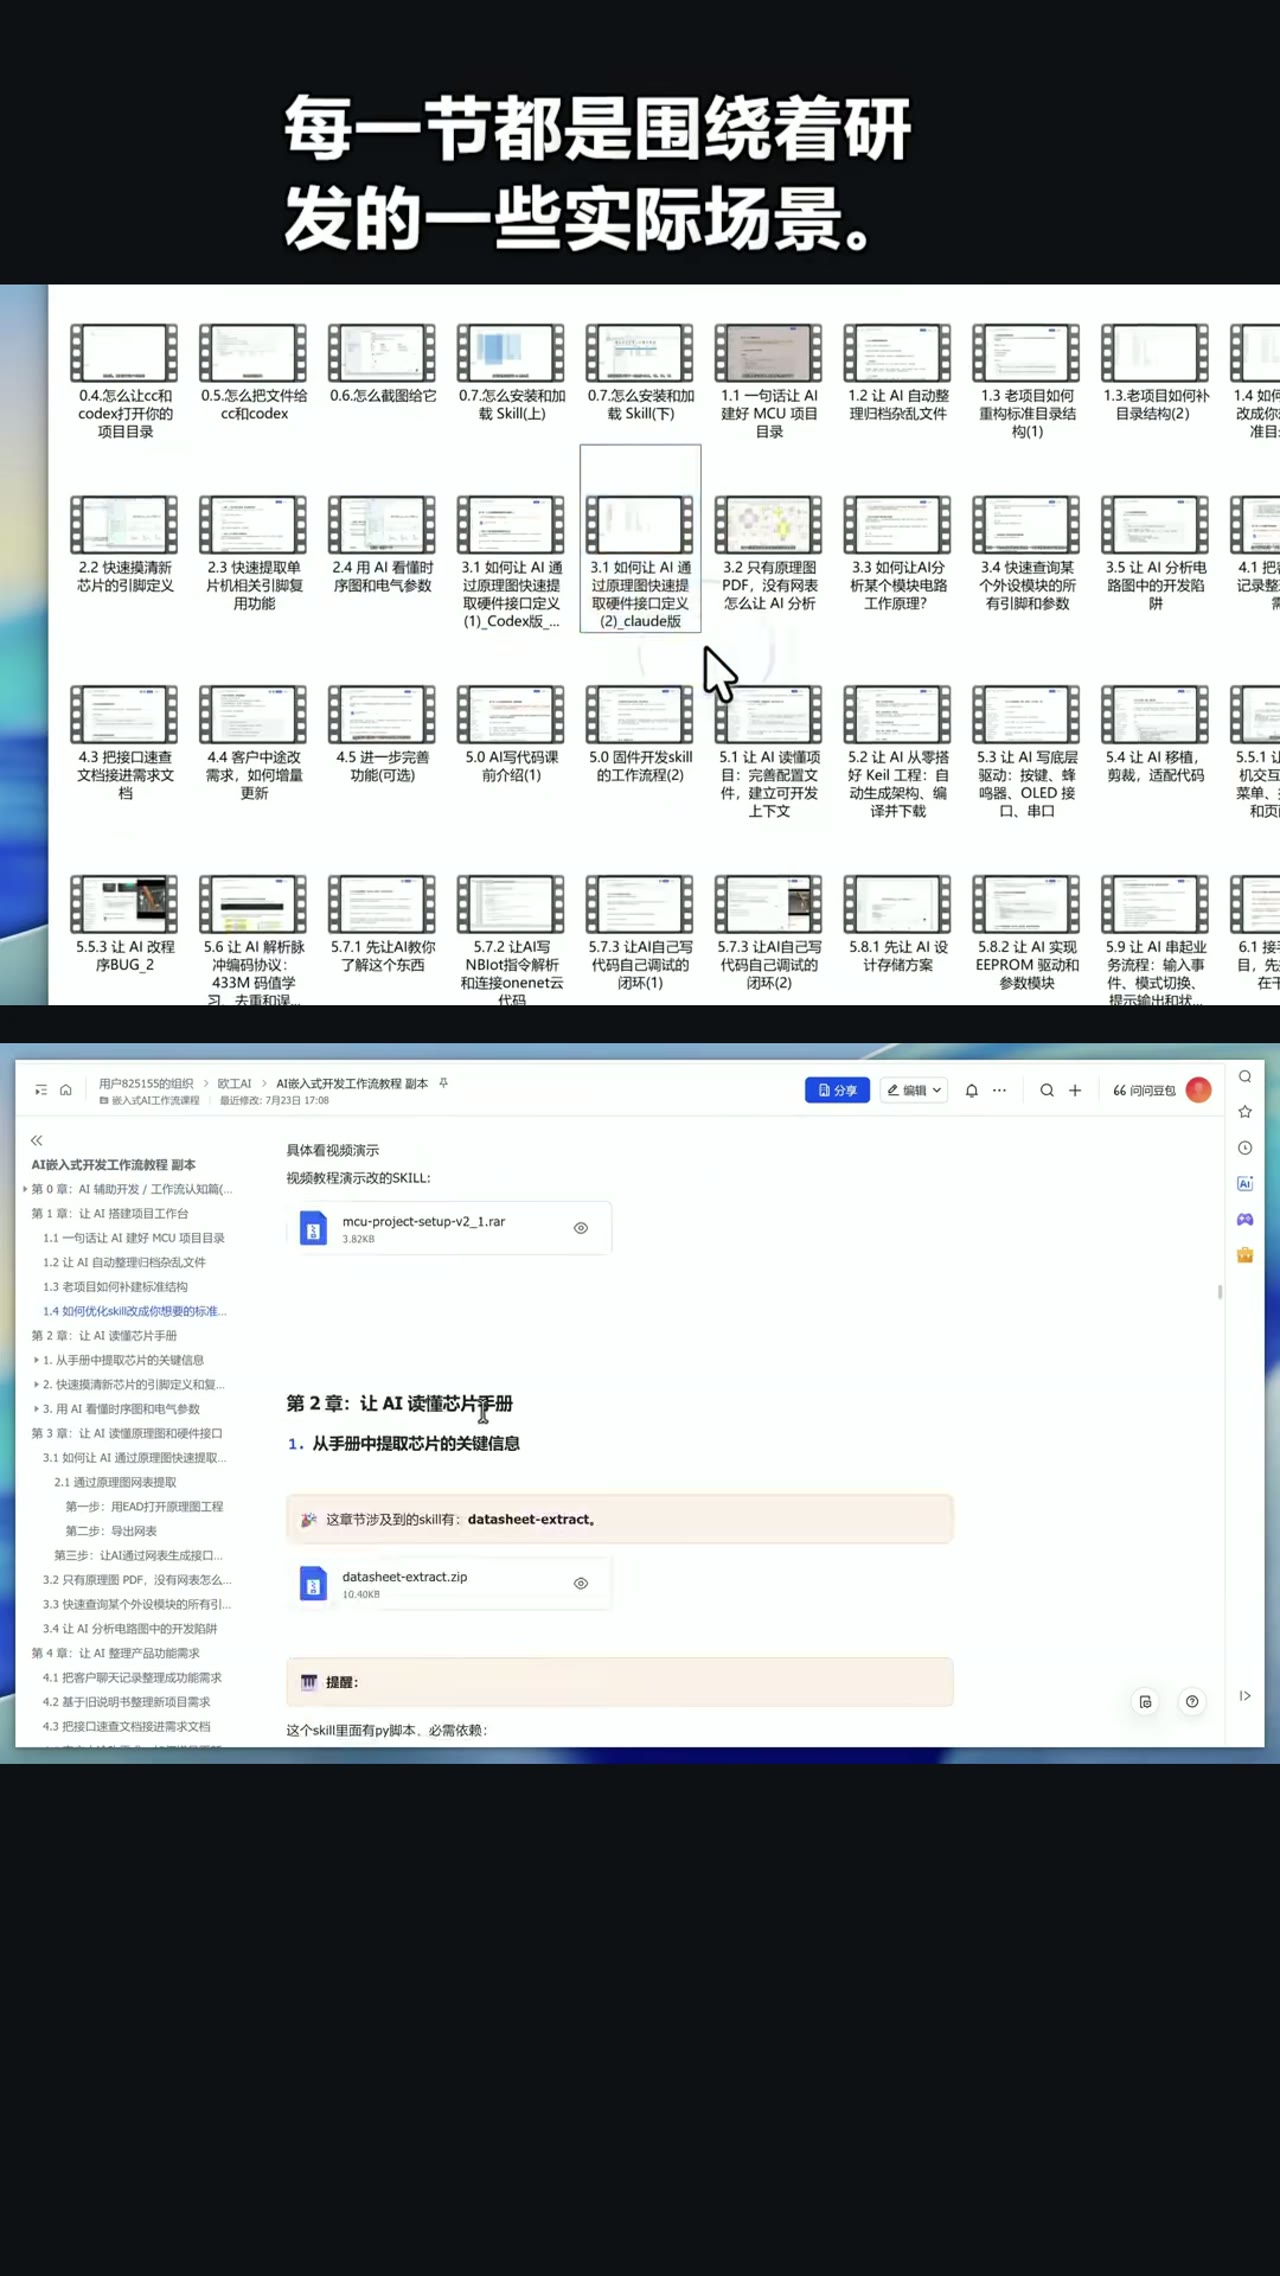 每一节都是围绕着研
发的一些实际场景。
0.4.怎么让cc和
codex打开你的
项目目录
0.5.怎么把文件给
cc和codex
0.6.怎么截图给它
0.7.怎么安装和加
载 Skill(上)
0.7.怎么安装和加
载 Skill(下)
1.1 一句话让 AI
建好 MCU 项目
目录
1.2 让 AI 自动整
理归档杂乱文件
1.3 老项目如何
重构标准目录结
构(1)
1.3.老项目如何补
目录结构(2)
1.4 如何
改成你
准目
2.2 快速摸清新
芯片的引脚定义
2.3 快速提取单
片机相关引脚复
用功能
2.4 用 AI 看懂时
序图和电气参数
3.1 如何让 AI 通
过原理图快速提
取硬件接口定义
(1)_Codex版_...
3.1 如何让 AI 通
过原理图快速提
取硬件接口定义
(2)_claude版
3.2 只有原理图
PDF，没有网表
怎么让 AI 分析
3.3 如何让AI分
析某个模块电路
工作原理？
3.4 快速查询某
个外设模块的所
有引脚和参数
3.5 让 AI 分析电
路图中的开发陷
阱
4.1 把客
记录整
4.3 把接口速查
文档接进需求文
档
4.4 客户中途改
需求，如何增量
更新
4.5 进一步完善
功能(可选)
5.0 AI写代码课
前介绍(1)
5.0 固件开发skill
的工作流程(2)
5.1 让 AI 读懂项
目：完善配置文
件，建立可开发
上下文
5.2 让 AI 从零搭
好 Keil 工程：自
动生成架构、编
译并下载
5.3 让 AI 写底层
驱动：按键、蜂
鸣器、OLED 接
口、串口
5.4 让 AI 移植，
剪裁，适配代码
5.5.1 让
机交互
菜单、
和页
5.5.3 让 AI 改程
序BUG_2
5.6 让 AI 解析脉
冲编码协议：
433M 码值学
习、去重和误...
5.7.1 先让AI教你
了解这个东西
5.7.2 让AI写
NBIot指令解析
和连接onenet云
代码
5.7.3 让AI自己写
代码自己调试的
闭环(1)
5.7.3 让AI自己写
代码自己调试的
闭环(2)
5.8.1 先让 AI 设
计存储方案
5.8.2 让 AI 实现
EEPROM 驱动和
参数模块
5.9 让 AI 串起业
务流程：输入事
件、模式切换、
提示输出和状...
6.1 接手
目，先
在干
用户825155的组织 > 欧工AI > AI嵌入式开发工作流教程 副本
嵌入式AI工作流课程 最近修改: 7月23日 17:08
分享 编辑 问问豆包
AI嵌入式开发工作流教程 副本
第 0 章：AI 辅助开发 / 工作流认知篇(...
第 1 章：让 AI 搭建项目工作台
1.1 一句话让 AI 建好 MCU 项目目录
1.2 让 AI 自动整理归档杂乱文件
1.3 老项目如何补建标准结构
1.4 如何优化skill改成你想要的标准...
第 2 章：让 AI 读懂芯片手册
1. 从手册中提取芯片的关键信息
2. 快速摸清新芯片的引脚定义和复...
3. 用 AI 看懂时序图和电气参数
第 3 章：让 AI 读懂原理图和硬件接口
3.1 如何让 AI 通过原理图快速提取...
2.1 通过原理图网表提取
第一步：用EAD打开原理图工程
第二步：导出网表
第三步：让AI通过网表生成接口...
3.2 只有原理图 PDF，没有网表怎么...
3.3 快速查询某个外设模块的所有引...
3.4 让 AI 分析电路图中的开发陷阱
第 4 章：让 AI 整理产品功能需求
4.1 把客户聊天记录整理成功能需求
4.2 基于旧说明书整理新项目需求
4.3 把接口速查文档接进需求文档
具体看视频演示
视频教程演示改的SKILL:
mcu-project-setup-v2_1.rar
3.82KB
第 2 章：让 AI 读懂芯片手册
1. 从手册中提取芯片的关键信息
这章节涉及到的skill有：datasheet-extract。
datasheet-extract.zip
10.40KB
提醒：
这个skill里面有py脚本、必需依赖：